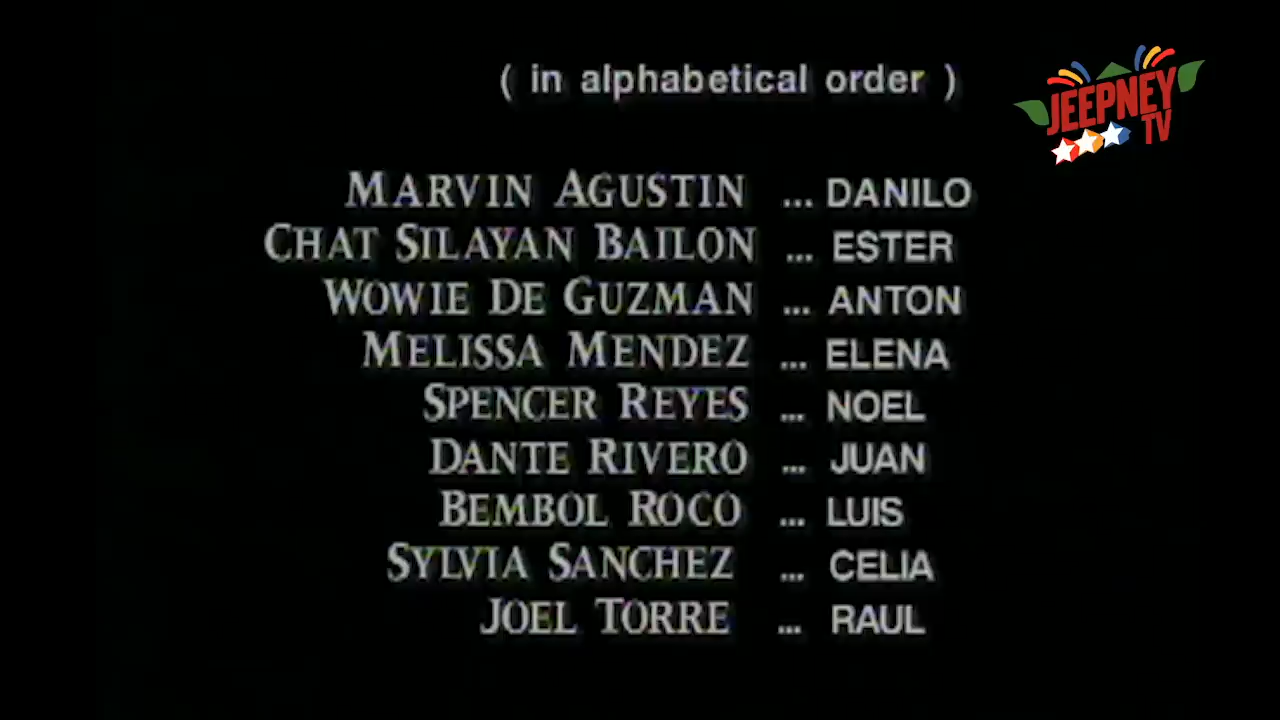 ( in alphabetical order )
JEEPNEY
TV
MARVIN AGUSTIN ... DANILO
CHAT SILAYAN BAILON ... ESTER
WOWIE DE GUZMAN ... ANTON
MELISSA MENDEZ ... ELENA
SPENCER REYES ... NOEL
DANTE RIVERO ... JUAN
BEMBOL ROCO ... LUIS
SYLVIA SANCHEZ ... CELIA
JOEL TORRE ... RAUL